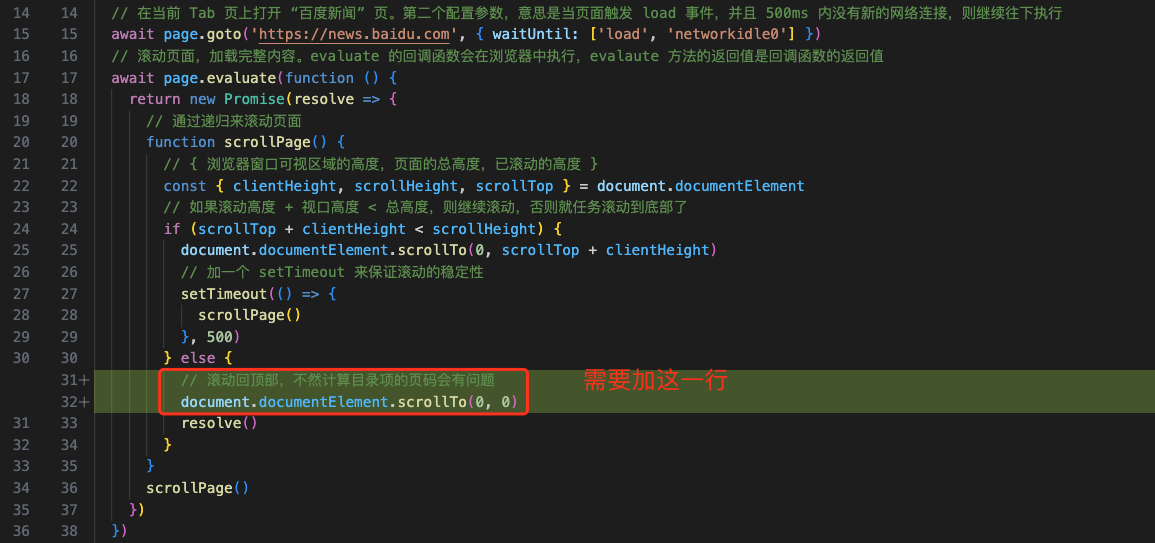 14 14 // 在当前 Tab 页上打开 “百度新闻” 页。第二个配置参数，意思是当页面触发 load 事件，并且 500ms 内没有新的网络连接，则继续往下执行
15 15 await page.goto('https://news.baidu.com', { waitUntil: ['load', 'networkidle0'] })
16 16 // 滚动页面，加载完整内容。evaluate 的回调函数会在浏览器中执行，evalaute 方法的返回值是回调函数的返回值
17 17 await page.evaluate(function () {
18 18 return new Promise(resolve => {
19 19 // 通过递归来滚动页面
20 20 function scrollPage() {
21 21 // { 浏览器窗口可视区域的高度，页面的总高度，已滚动的高度 }
22 22 const { clientHeight, scrollHeight, scrollTop } = document.documentElement
23 23 // 如果滚动高度 + 视口高度 < 总高度，则继续滚动，否则就任务滚动到底部了
24 24 if (scrollTop + clientHeight < scrollHeight) {
25 25 document.documentElement.scrollTo(0, scrollTop + clientHeight)
26 26 // 加一个 setTimeout 来保证滚动的稳定性
27 27 setTimeout(() => {
28 28 scrollPage()
29 29 }, 500)
30 30 } else {
31+ // 滚动回顶部，不然计算目录项的页码会有问题 需要加这一行
32+ document.documentElement.scrollTo(0, 0)
31 33 resolve()
32 34 }
33 35 }
34 36 scrollPage()
35 37 })
36 38 })